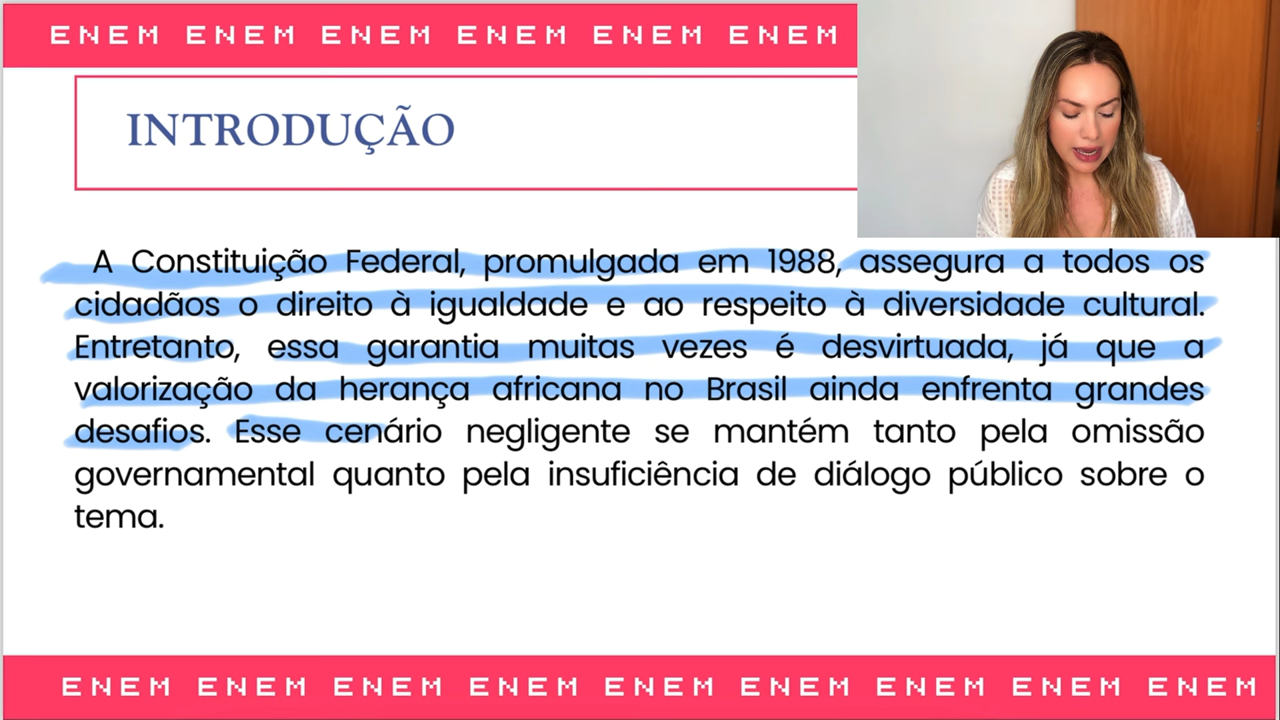 ENEM ENEM ENEM ENEM ENEM ENEM
INTRODUÇÃO
A Constituição Federal, promulgada em 1988, assegura a todos os
cidadãos o direito à igualdade e ao respeito à diversidade cultural.
Entretanto, essa garantia muitas vezes é desvirtuada, já que a
valorização da herança africana no Brasil ainda enfrenta grandes
desafios. Esse cenário negligente se mantém tanto pela omissão
governamental quanto pela insuficiência de diálogo público sobre o
tema.
ENEM ENEM ENEM ENEM ENEM ENEM ENEM ENEM ENEM